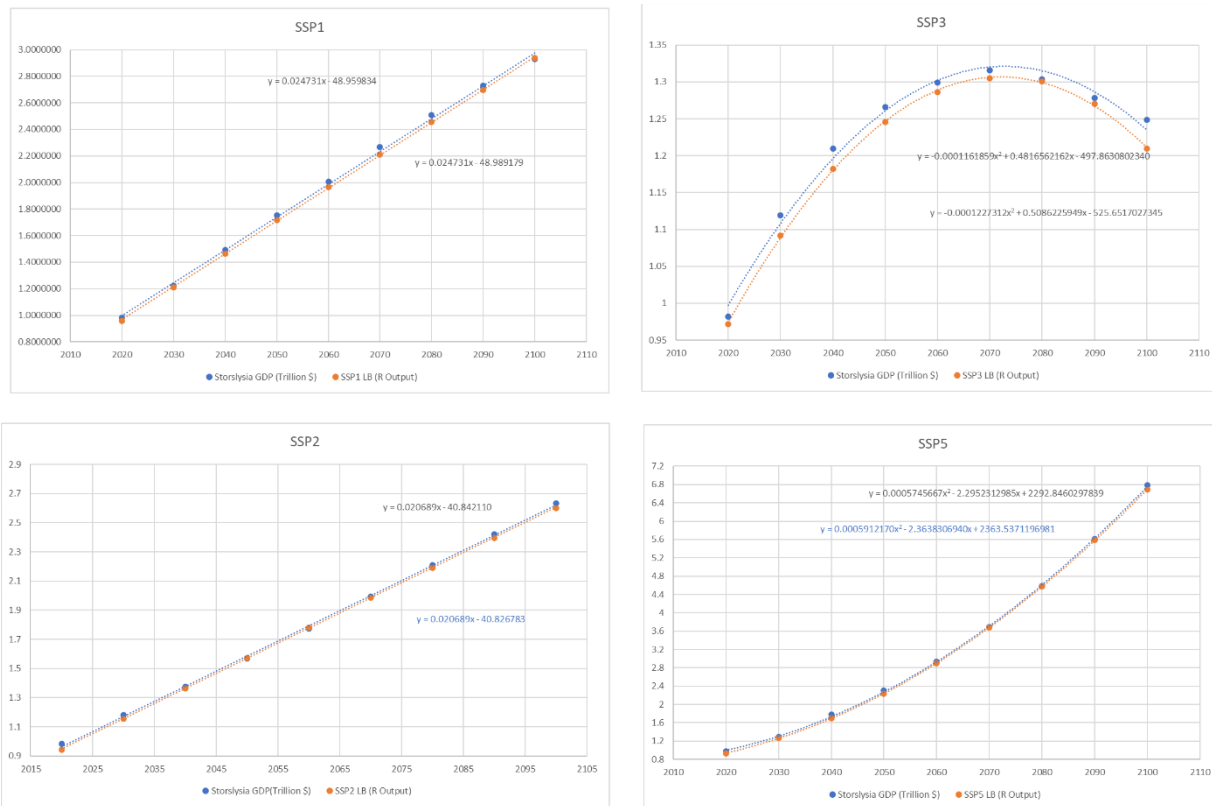 SSP1
3.0000000
2.8000000
2.6000000
2.4000000
2.2000000
2.0000000
1.8000000
1.6000000
1.4000000
1.2000000
1.0000000
0.8000000
y = 0.024731x - 48.959834
y = 0.024731x - 48.989179
2010 2020 2030 2040 2050 2060 2070 2080 2090 2100 2110
Storslysia GDP (Trillion $) SSP1 LB (R Output)
SSP3
1.35
1.3
1.25
1.2
1.15
1.1
1.05
1
0.95
y = -0.0001161859x² + 0.4816562162x - 497.8630802340
y = -0.0001227312x² + 0.5086225949x - 525.6517027345
2010 2020 2030 2040 2050 2060 2070 2080 2090 2100 2110
Storslysia GDP (Trillion $) SSP3 LB (R Output)
SSP2
2.9
2.7
2.5
2.3
2.1
1.9
1.7
1.5
1.3
1.1
0.9
y = 0.020689x - 40.842110
y = 0.020689x - 40.826783
2015 2025 2035 2045 2055 2065 2075 2085 2095 2105
Storslysia GDP(Trillion $) SSP2 LB (R Output)
SSP5
7.2
6.8
6.4
6
5.6
5.2
4.8
4.4
4
3.6
3.2
2.8
2.4
2
1.6
1.2
0.8
y = 0.0005745667x² - 2.2952312985x + 2292.8460297839
y = 0.0005912170x² - 2.3638306940x + 2363.5371196981
2010 2020 2030 2040 2050 2060 2070 2080 2090 2100 2110
Storslysia GDP (Trillion $) SSP5 LB (R Output)